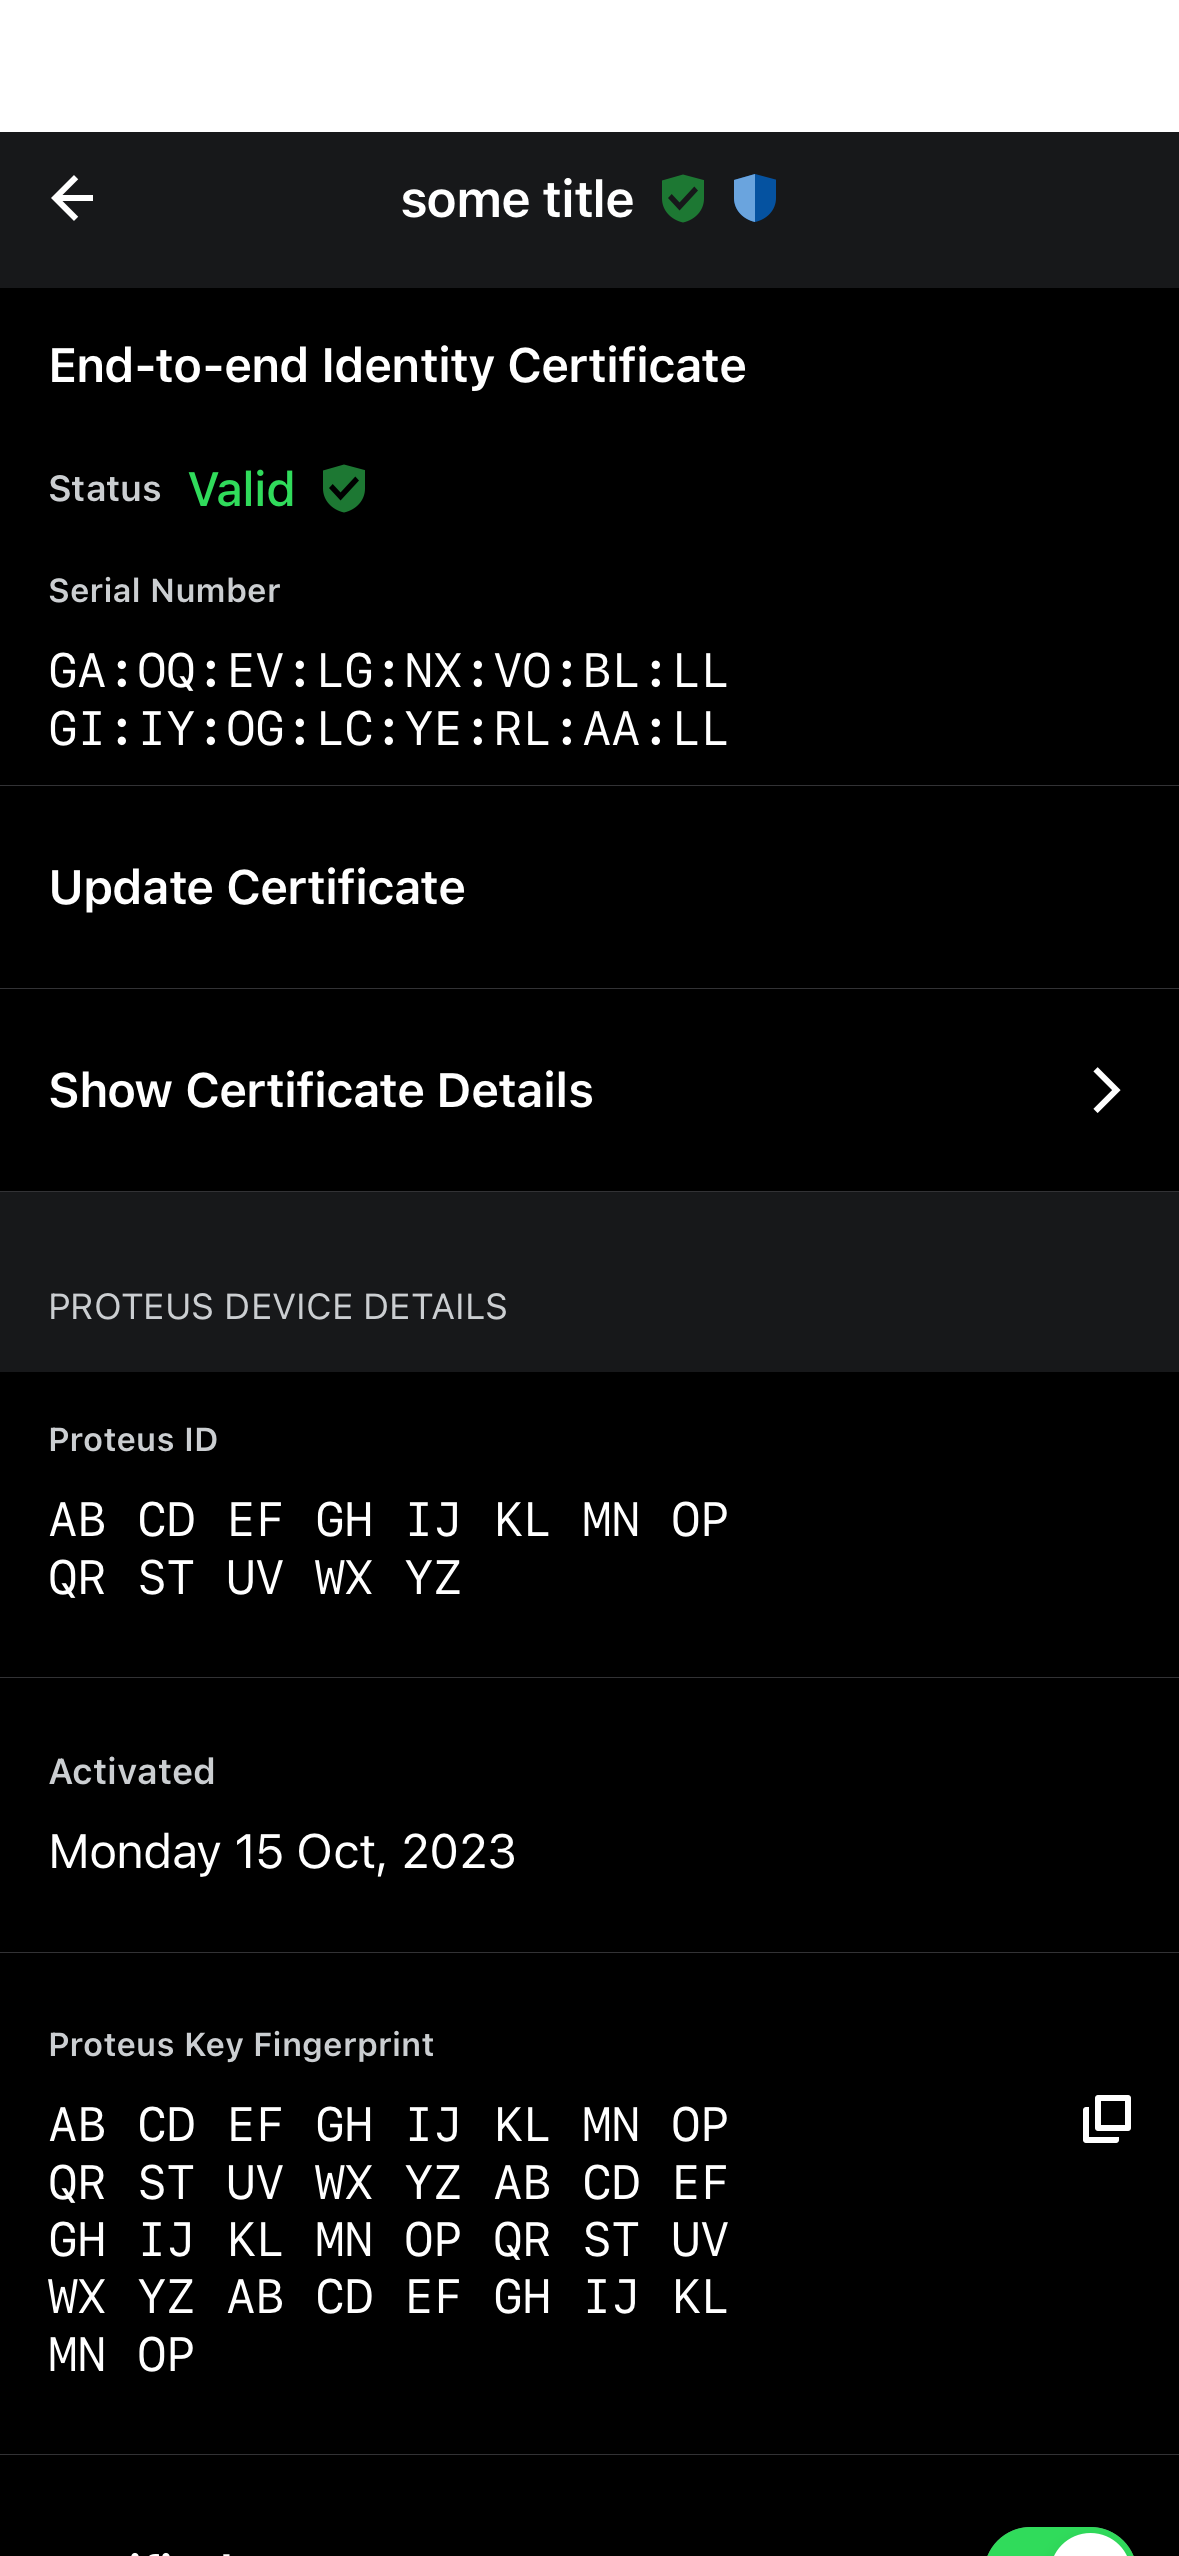 some title
End-to-end Identity Certificate
Status Valid
Serial Number
GA:OQ:EV:LG:NX:VO:BL:LL
GI:IY:OG:LC:YE:RL:AA:LL
Update Certificate
Show Certificate Details
PROTEUS DEVICE DETAILS
Proteus ID
AB CD EF GH IJ KL MN OP
QR ST UV WX YZ
Activated
Monday 15 Oct, 2023
Proteus Key Fingerprint
AB CD EF GH IJ KL MN OP
QR ST UV WX YZ AB CD EF
GH IJ KL MN OP QR ST UV
WX YZ AB CD EF GH IJ KL
MN OP